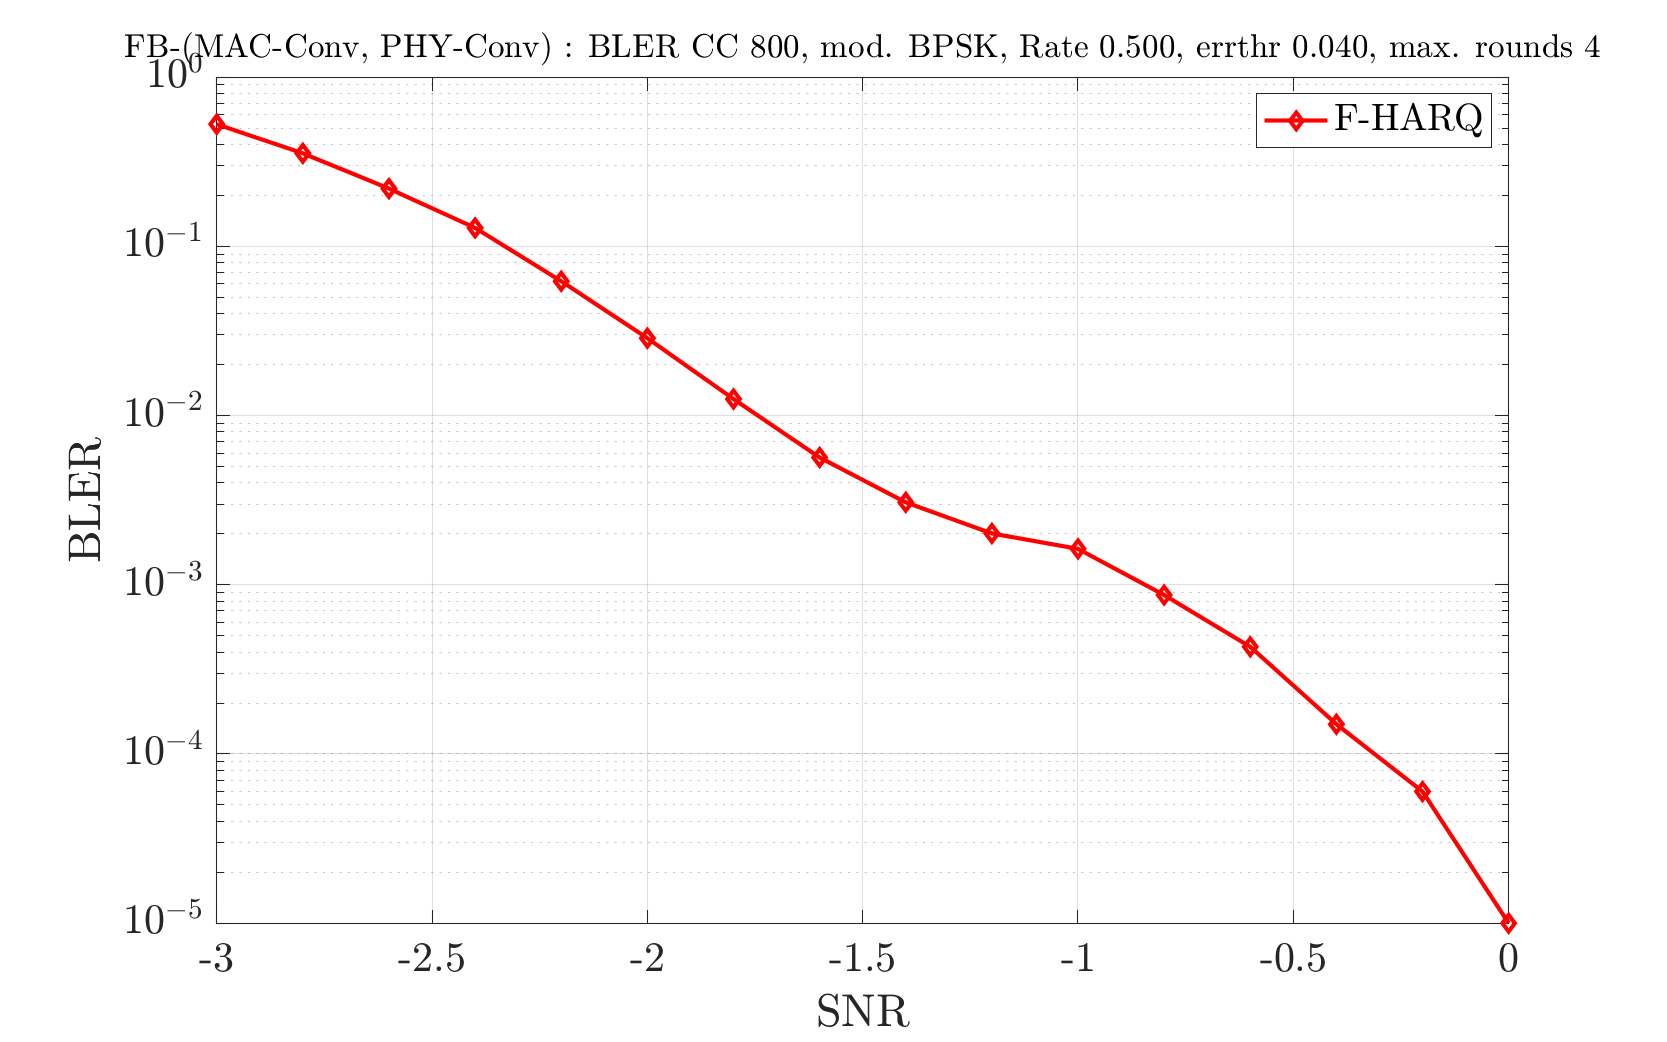 FB-(MAC-Conv, PHY-Conv) : BLER CC 800, mod. BPSK, Rate 0.500, errthr 0.040, max. rounds 4
F-HARQ
10^0
10^−1
10^−2
10^−3
10^−4
10^−5
BLER
-3 -2.5 -2 -1.5 -1 -0.5 0
SNR